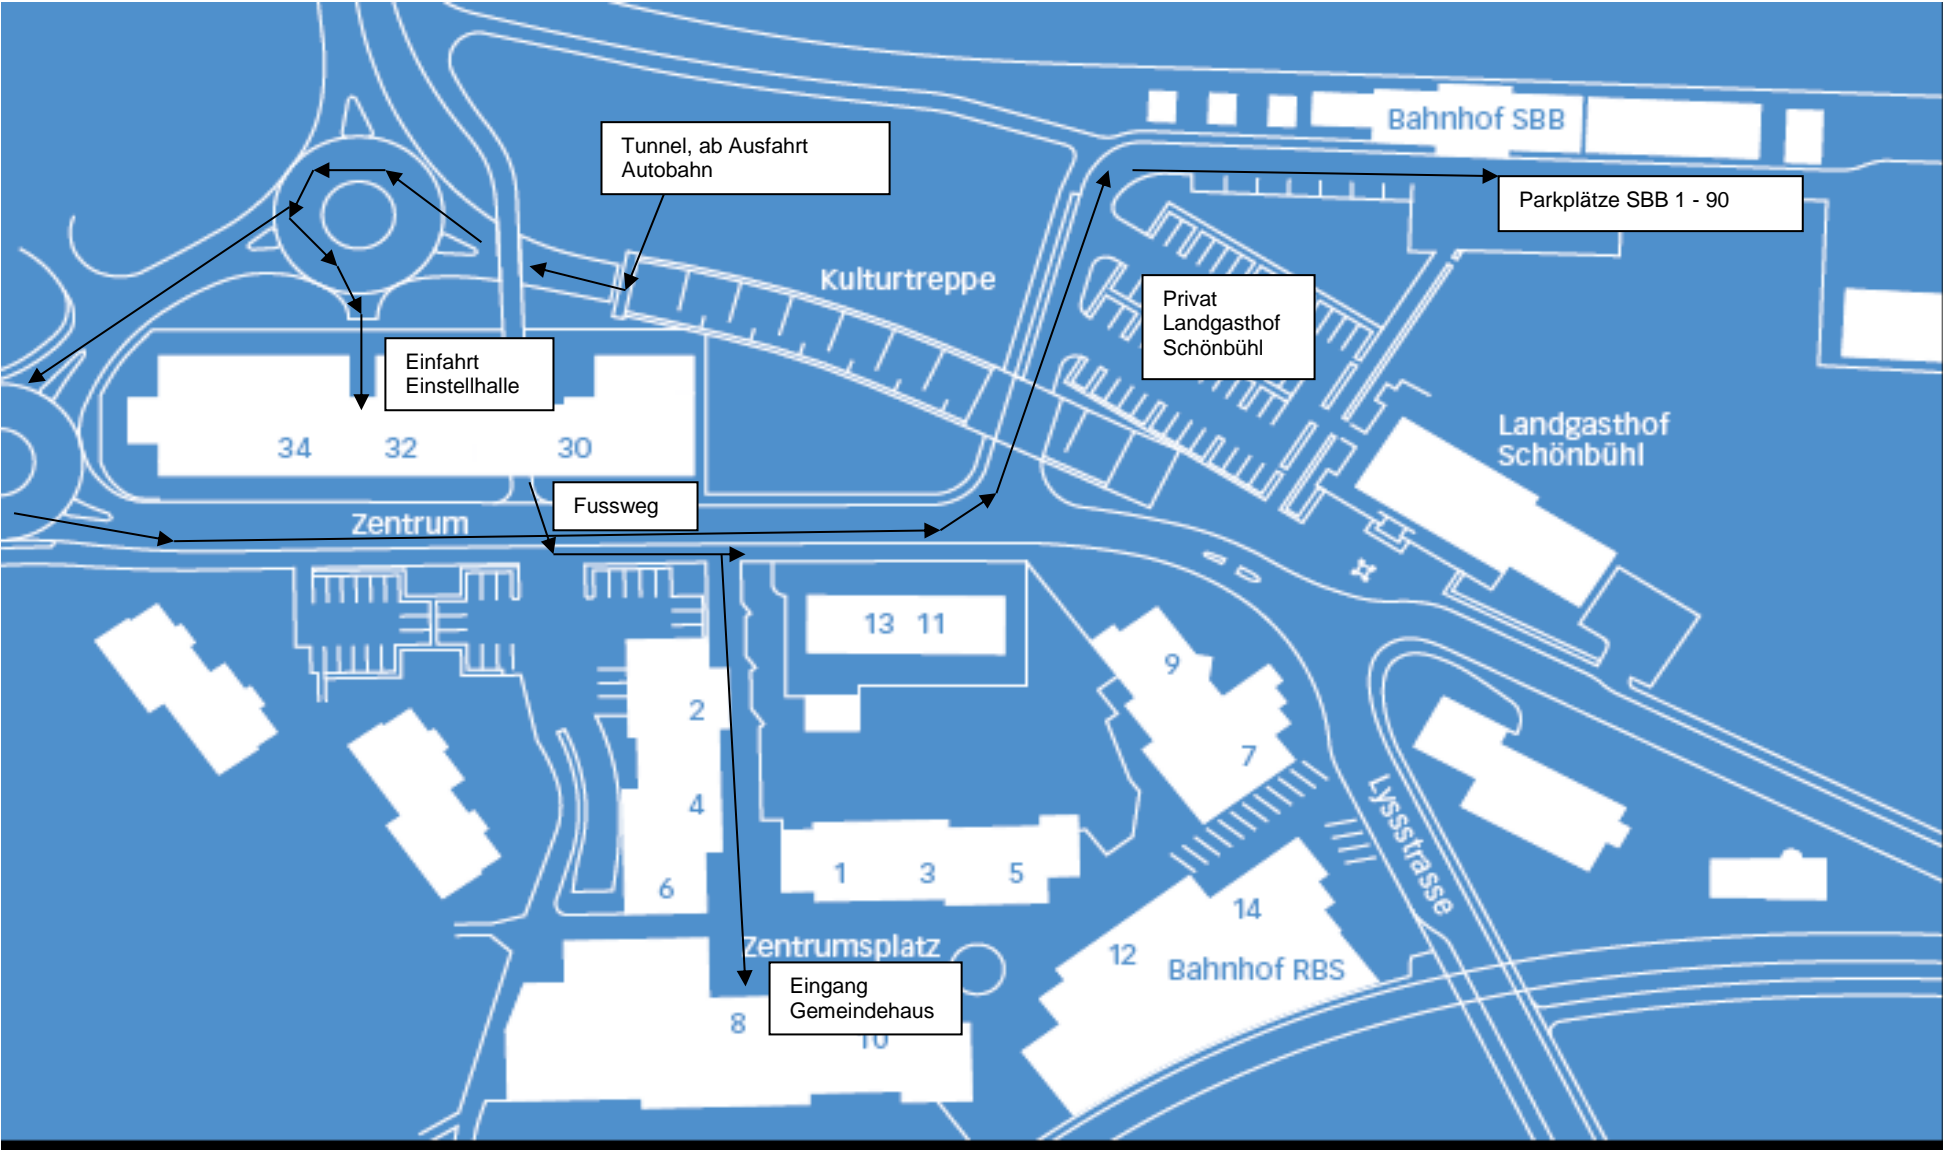 Bahnhof SBB
Tunnel, ab Ausfahrt
Autobahn
Parkplätze SBB 1 - 90
Kulturtreppe
Privat
Landgasthof
Schönbühl
Einfahrt
Einstellhalle
34 32 30
Landgasthof
Schönbühl
Fussweg
Zentrum
13 11
9
2
7
4
Lyssstrasse
1 3 5
6
14
12
Zentrumsplatz
Bahnhof RBS
Eingang
Gemeindehaus
8
10